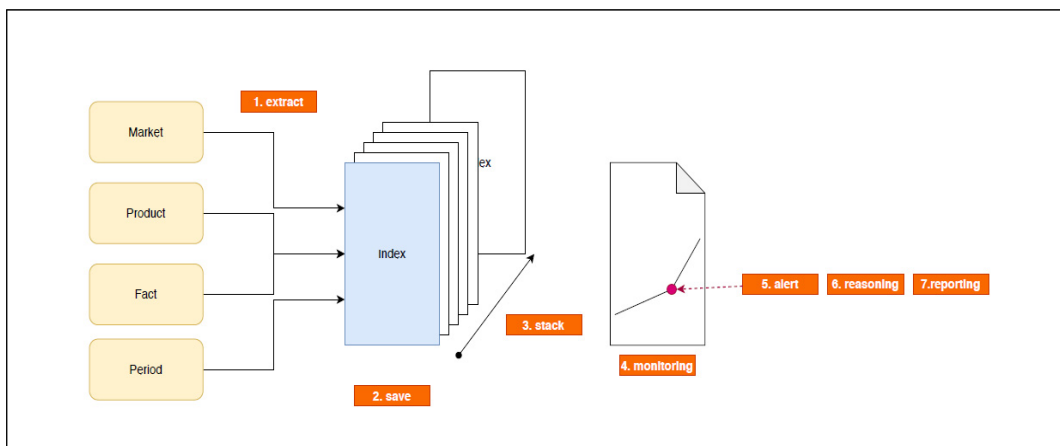 1. extract
Market
Product
Fact
Period
Index
ex
2. save
3. stack
4. monitoring
5. alert
6. reasoning
7.reporting